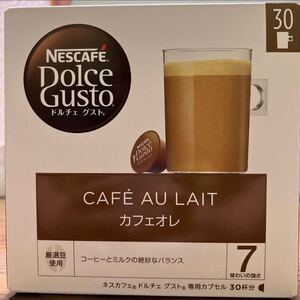 30
NESCAFÉ
Dolce
Gusto
ドルチェ グスト
CAFÉ AU LAIT
カフェオレ
厳選豆
使用
コーヒーとミルクの絶妙なバランス
7
味わいの強さ
ネスカフェ® ドルチェ グスト® 専用カプセル 30杯分